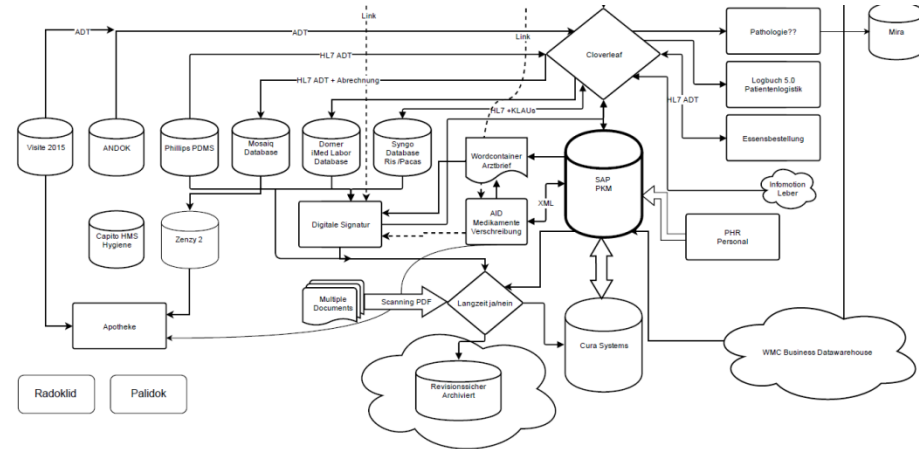 Link
ADT
ADT
Link
Cloverleaf
Pathologie??
Mira
HL7 ADT
HL7 ADT + Abrechnung
HL7 +KLAUs
HL7 ADT
Logbuch 5.0
Patientenlogistik
Essensbestellung
Visite 2015
ANDOK
Phillips PDMS
Mosaiq
Database
Dorner
iMed Labor
Database
Syngo
Database
Ris /Pacas
Wordcontainer
Arztbrief
SAP
PKM
XML
Infomotion
Leber
Capito HMS
Hygiene
Zenzy 2
Digitale Signatur
AID
Medikamente
Verschreibung
PHR
Personal
Multiple
Documents
Scanning PDF
Langzeit ja/nein
Apotheke
Cura Systems
WMC Business Datawarehouse
Revisionssicher
Archiviert
Radoklid
Palidok